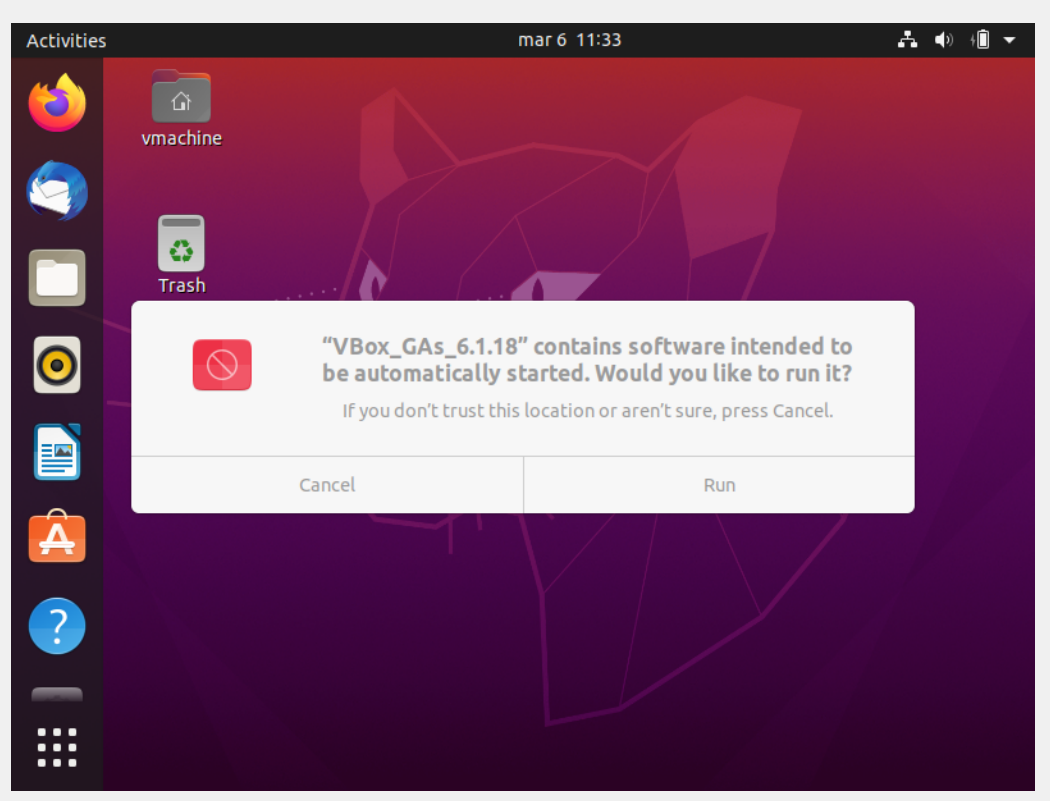 Activities
mar 6 11:33
vmachine
Trash
“VBox_GAs_6.1.18” contains software intended to
be automatically started. Would you like to run it?
If you don’t trust this location or aren’t sure, press Cancel.
Cancel
Run